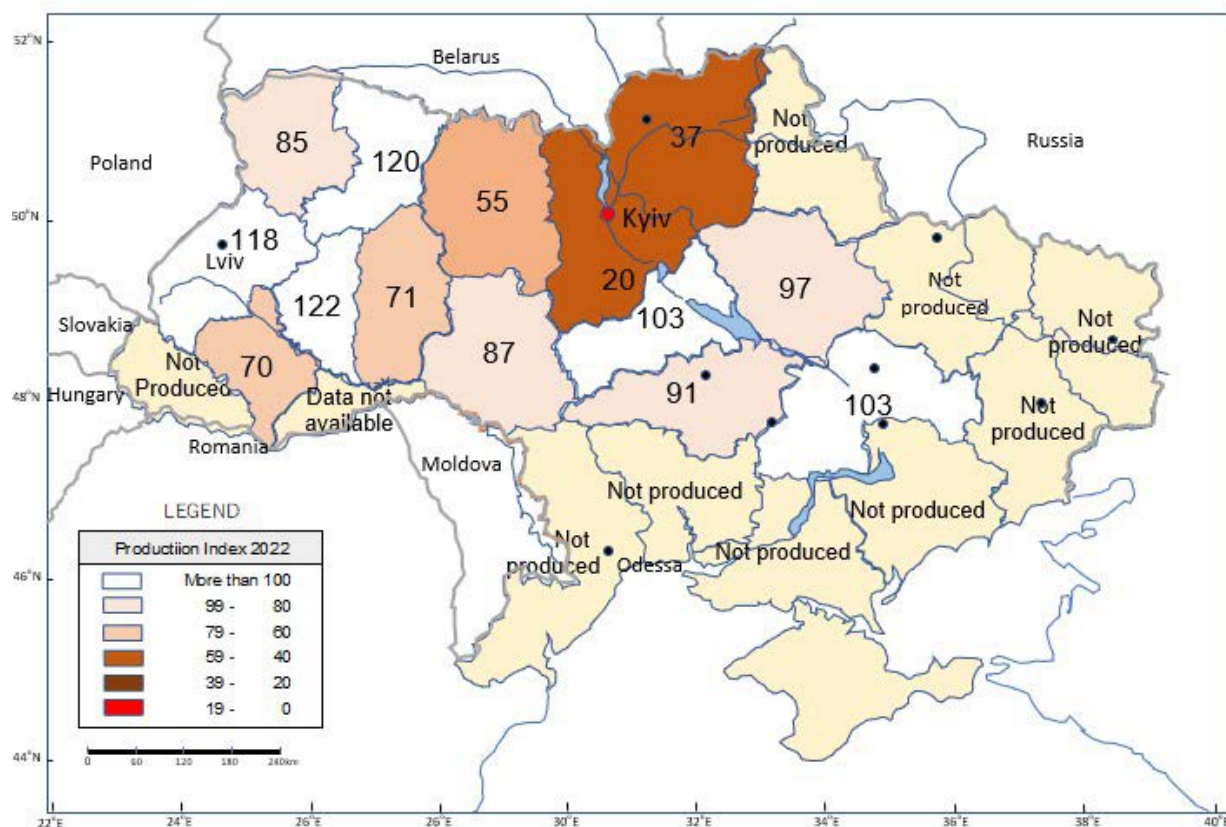 52°N
Belarus
Poland
Russia
85
120
37
Not
produced
50°N
55
Kyiv
118
Lviv
122
71
20
97
Not
produced
103
Slovakia
Not
Produced
70
87
91
103
Not
produced
Not
produced
Hungary
48°N
Data not
available
Romania
Moldova
Not produced
Not produced
Not produced
Not
produced
Odessa
46°N
44°N
LEGEND
Productiion Index 2022
More than 100
99 - 80
79 - 60
59 - 40
39 - 20
19 - 0
0 60 120 180 240km
22°E 24°E 26°E 28°E 30°E 32°E 34°E 36°E 38°E 40°E